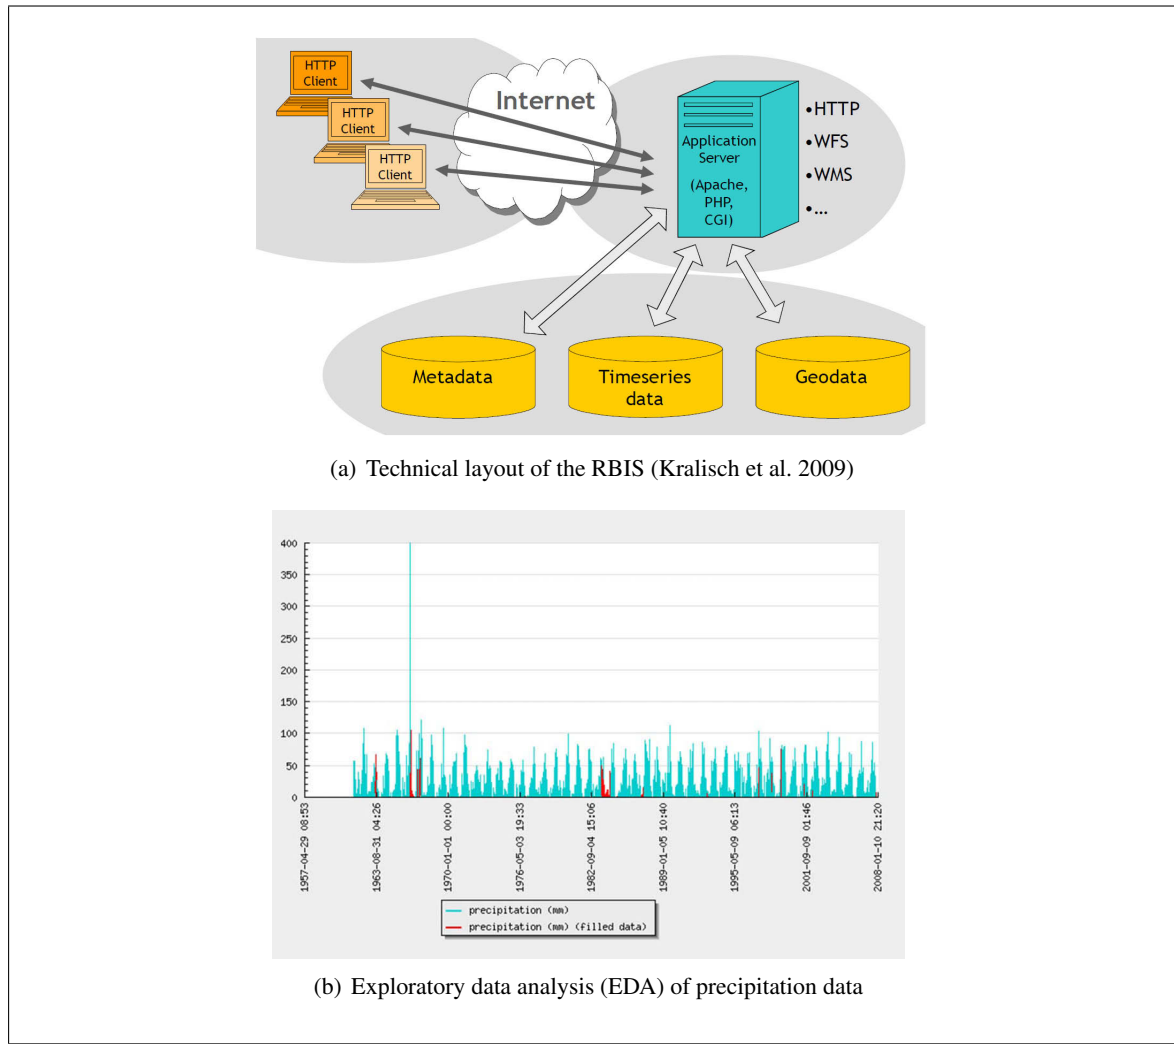 HTTP
Client
HTTP
Client
HTTP
Client
Internet
Application
Server
(Apache,
PHP,
CGI)
•HTTP
•WFS
•WMS
•...
Metadata
Timeseries
data
Geodata
(a) Technical layout of the RBIS (Kralisch et al. 2009)
400
350
300
250
200
150
100
50
0
1957-04-29 08:53
1963-08-31 04:26
1970-01-01 00:00
1976-05-03 19:33
1982-09-04 15:06
1989-01-05 10:40
1995-05-09 06:13
2001-09-09 01:46
2008-01-10 21:20
precipitation (mm)
precipitation (mm) (filled data)
(b) Exploratory data analysis (EDA) of precipitation data